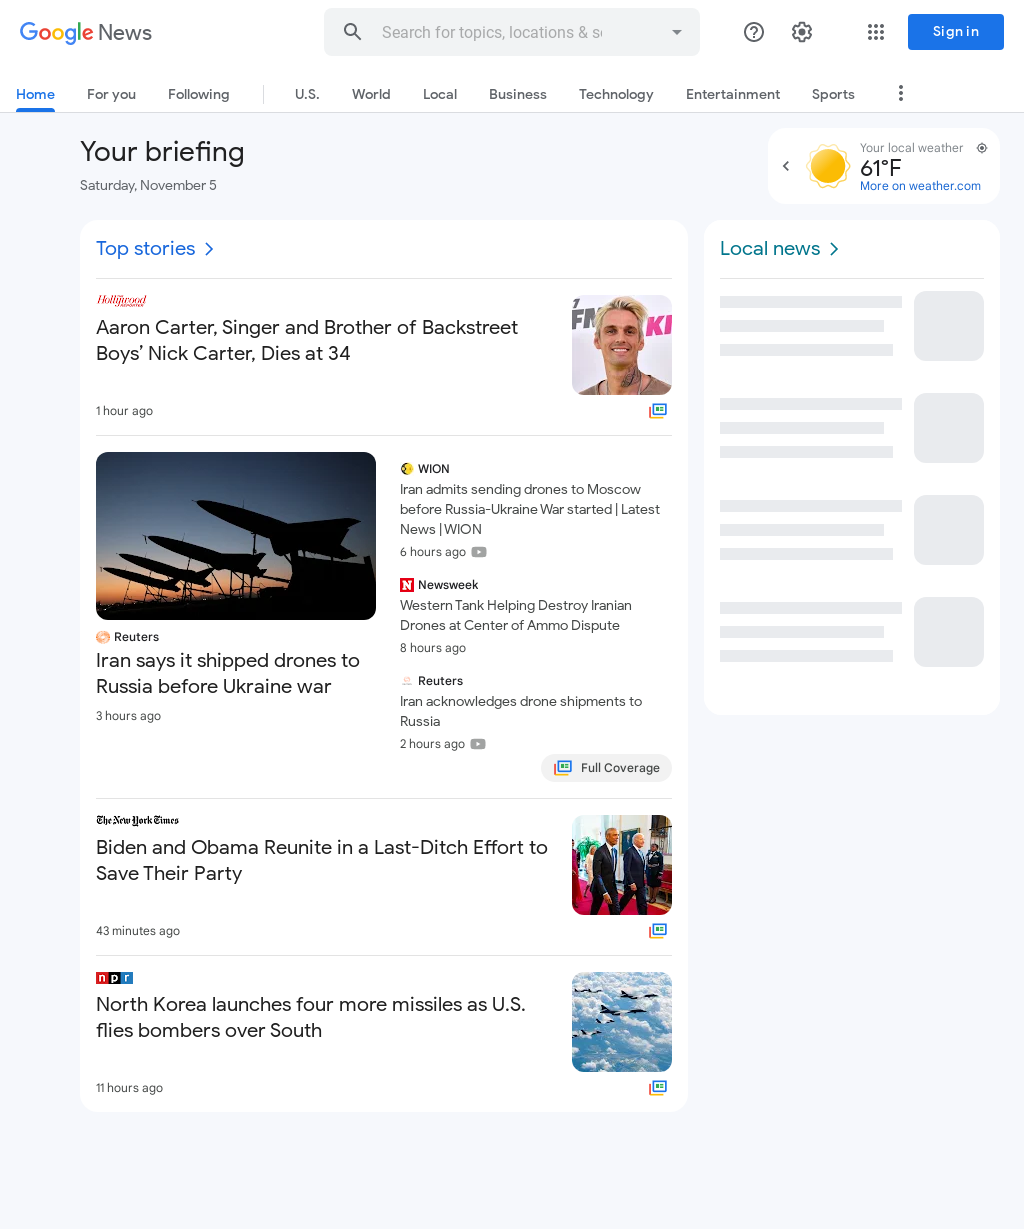 Google News
Search for topics, locations & so
Sign in
Home
For you
Following
U.S.
World
Local
Business
Technology
Entertainment
Sports
Your briefing
Saturday, November 5
Your local weather
61°F
More on weather.com
Top stories
Hollywood
REPORTER
Aaron Carter, Singer and Brother of Backstreet
Boys’ Nick Carter, Dies at 34
1 hour ago
Reuters
Iran says it shipped drones to
Russia before Ukraine war
3 hours ago
WION
Iran admits sending drones to Moscow
before Russia-Ukraine War started | Latest
News | WION
6 hours ago
N Newsweek
Western Tank Helping Destroy Iranian
Drones at Center of Ammo Dispute
8 hours ago
Reuters
Iran acknowledges drone shipments to
Russia
2 hours ago
Full Coverage
The New York Times
Biden and Obama Reunite in a Last-Ditch Effort to
Save Their Party
43 minutes ago
npr
North Korea launches four more missiles as U.S.
flies bombers over South
11 hours ago
Local news